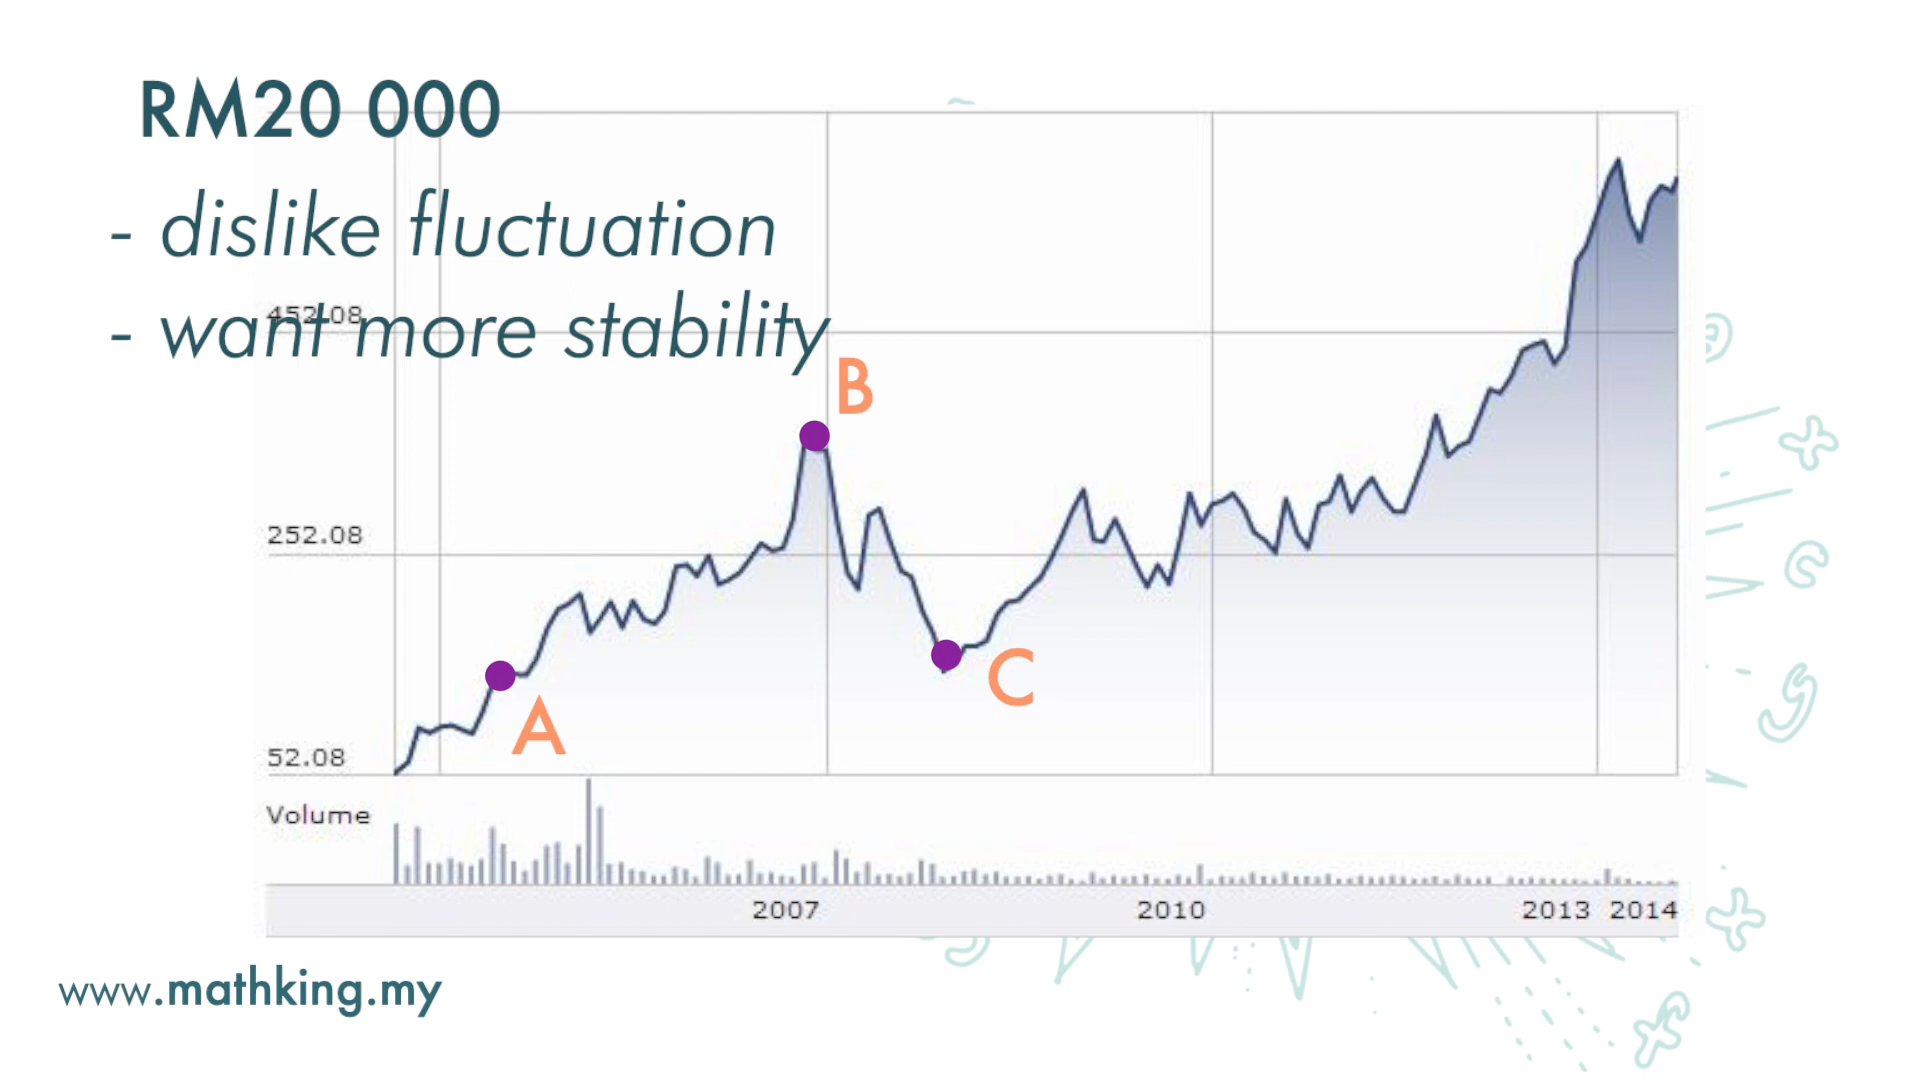 RM20 000
- dislike fluctuation
452.08
- want more stability
B
252.08
C
A
52.08
Volume
2007 2010 2013 2014
www.mathking.my